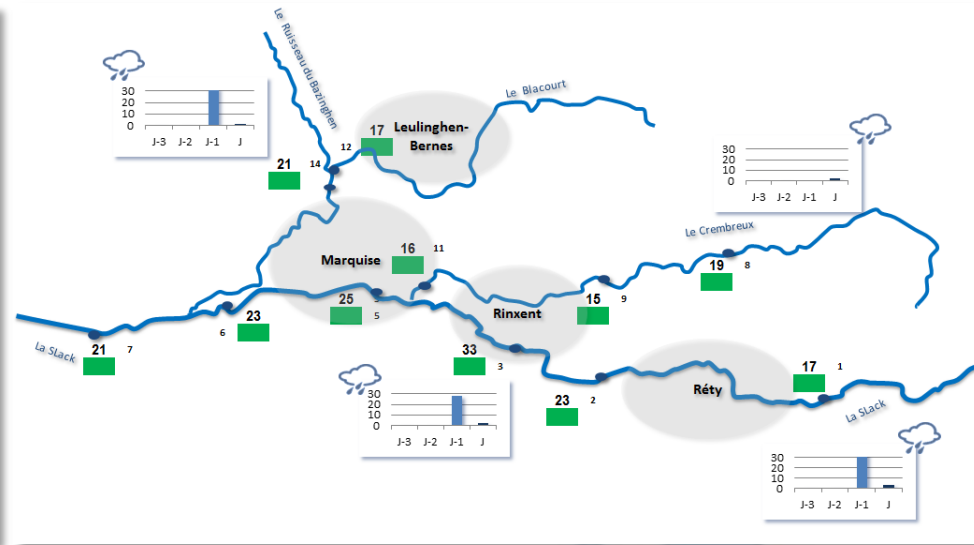 Le Ruisseau du Bazinghen
Le Blacourt
30
20
10
0
J-3 J-2 J-1 J
17
Leulinghen-
Bernes
12
14
21
30
20
10
0
J-3 J-2 J-1 J
Le Crembreux
Marquise
16
11
19
8
25
5
15
9
Rinxent
23
6
La SLack
21
7
33
3
30
20
10
0
J-3 J-2 J-1 J
23
2
Réty
17
1
La SLack
30
20
10
0
J-3 J-2 J-1 J